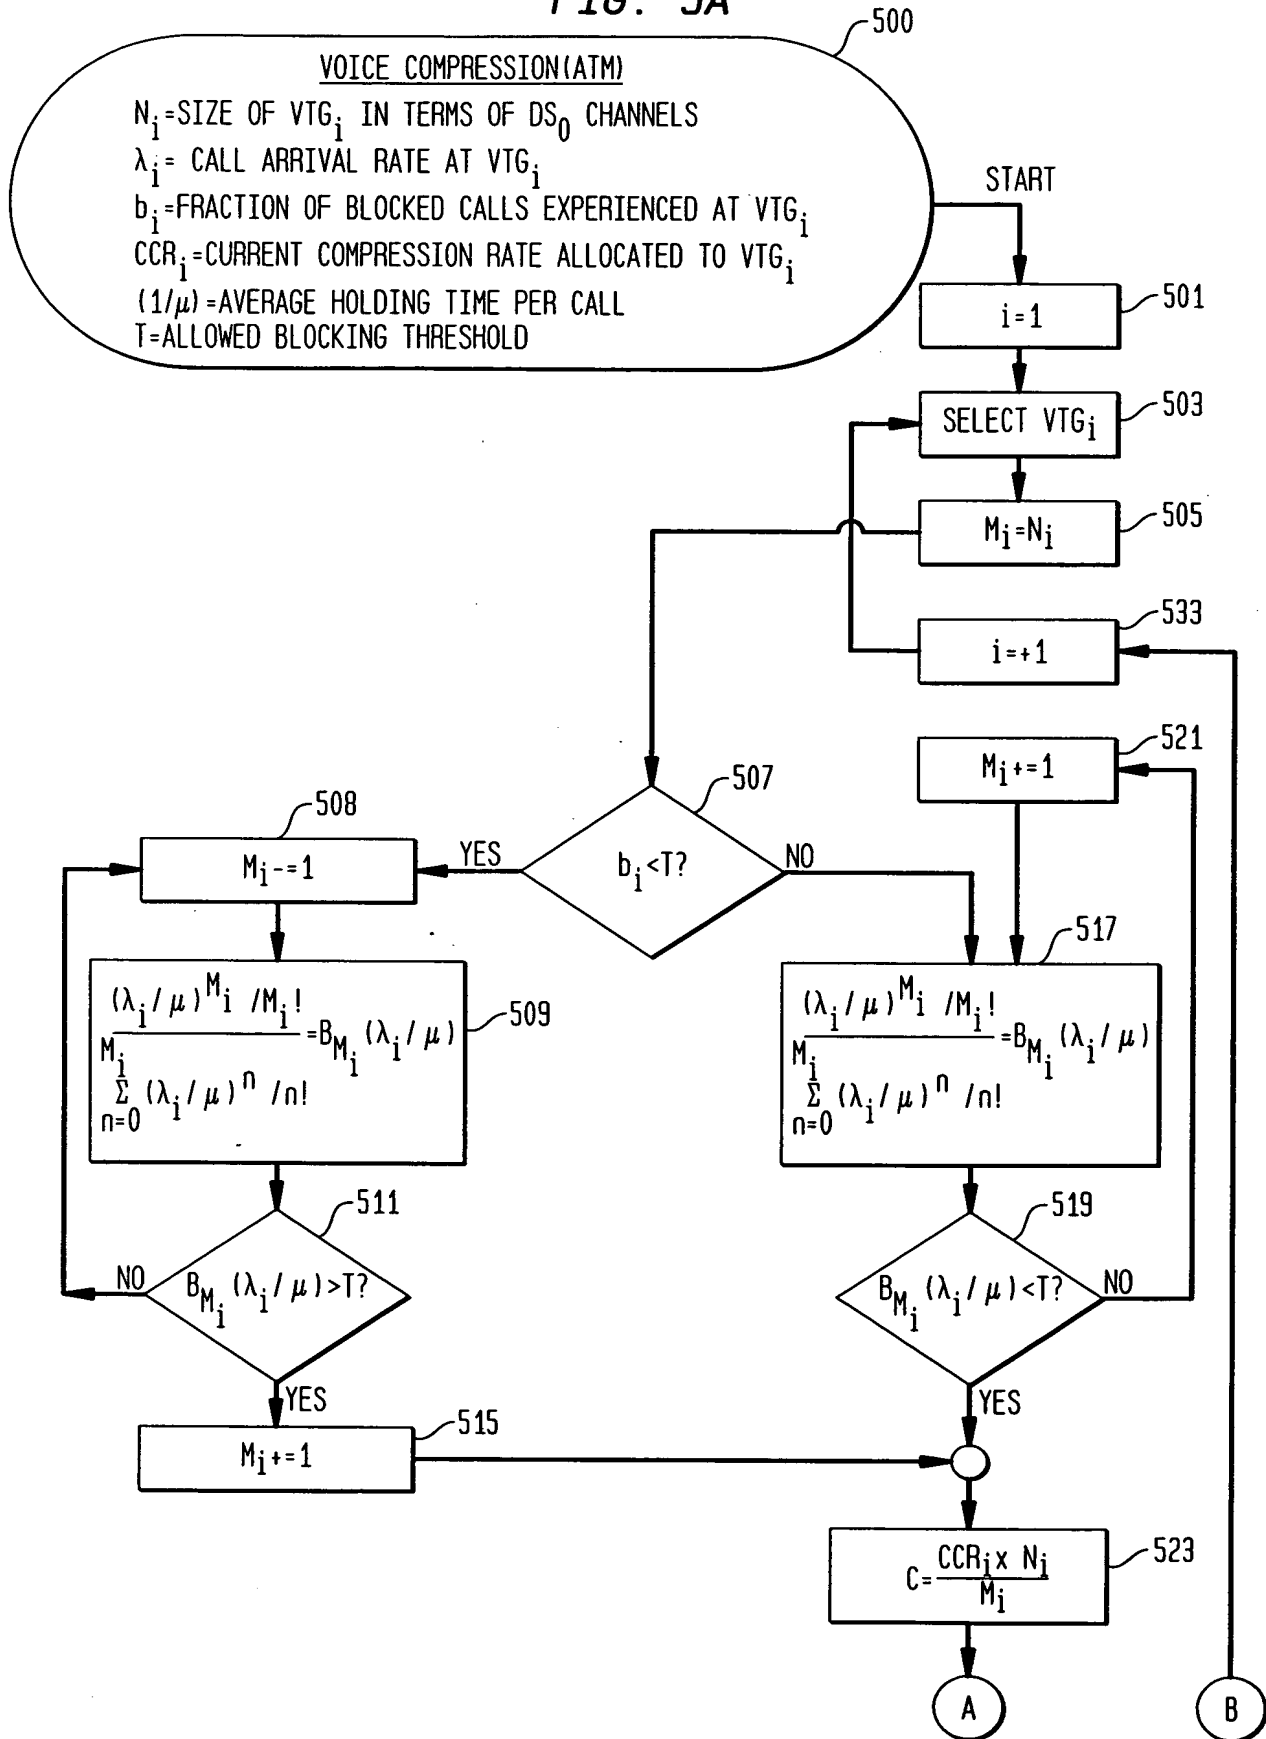 FIG. 5A
500
VOICE COMPRESSION(ATM)
Ni=SIZE OF VTGi IN TERMS OF DS0 CHANNELS
λi= CALL ARRIVAL RATE AT VTGi
bi=FRACTION OF BLOCKED CALLS EXPERIENCED AT VTGi
CCRi=CURRENT COMPRESSION RATE ALLOCATED TO VTGi
(1/μ)=AVERAGE HOLDING TIME PER CALL
T=ALLOWED BLOCKING THRESHOLD
START
501
i=1
503
SELECT VTGi
505
Mi=Ni
533
i=+1
521
Mi+=1
507
bi<T?
YES
NO
508
Mi-=1
509
(λi/μ)^Mi /Mi!
=BMi(λi/μ)
Mi
Σ (λi/μ)^n /n!
n=0
517
(λi/μ)^Mi /Mi!
=BMi(λi/μ)
Mi
Σ (λi/μ)^n /n!
n=0
511
BMi(λi/μ)>T?
NO
YES
519
BMi(λi/μ)<T?
NO
YES
515
Mi+=1
523
C=CCRi x Ni
Mi
A
B